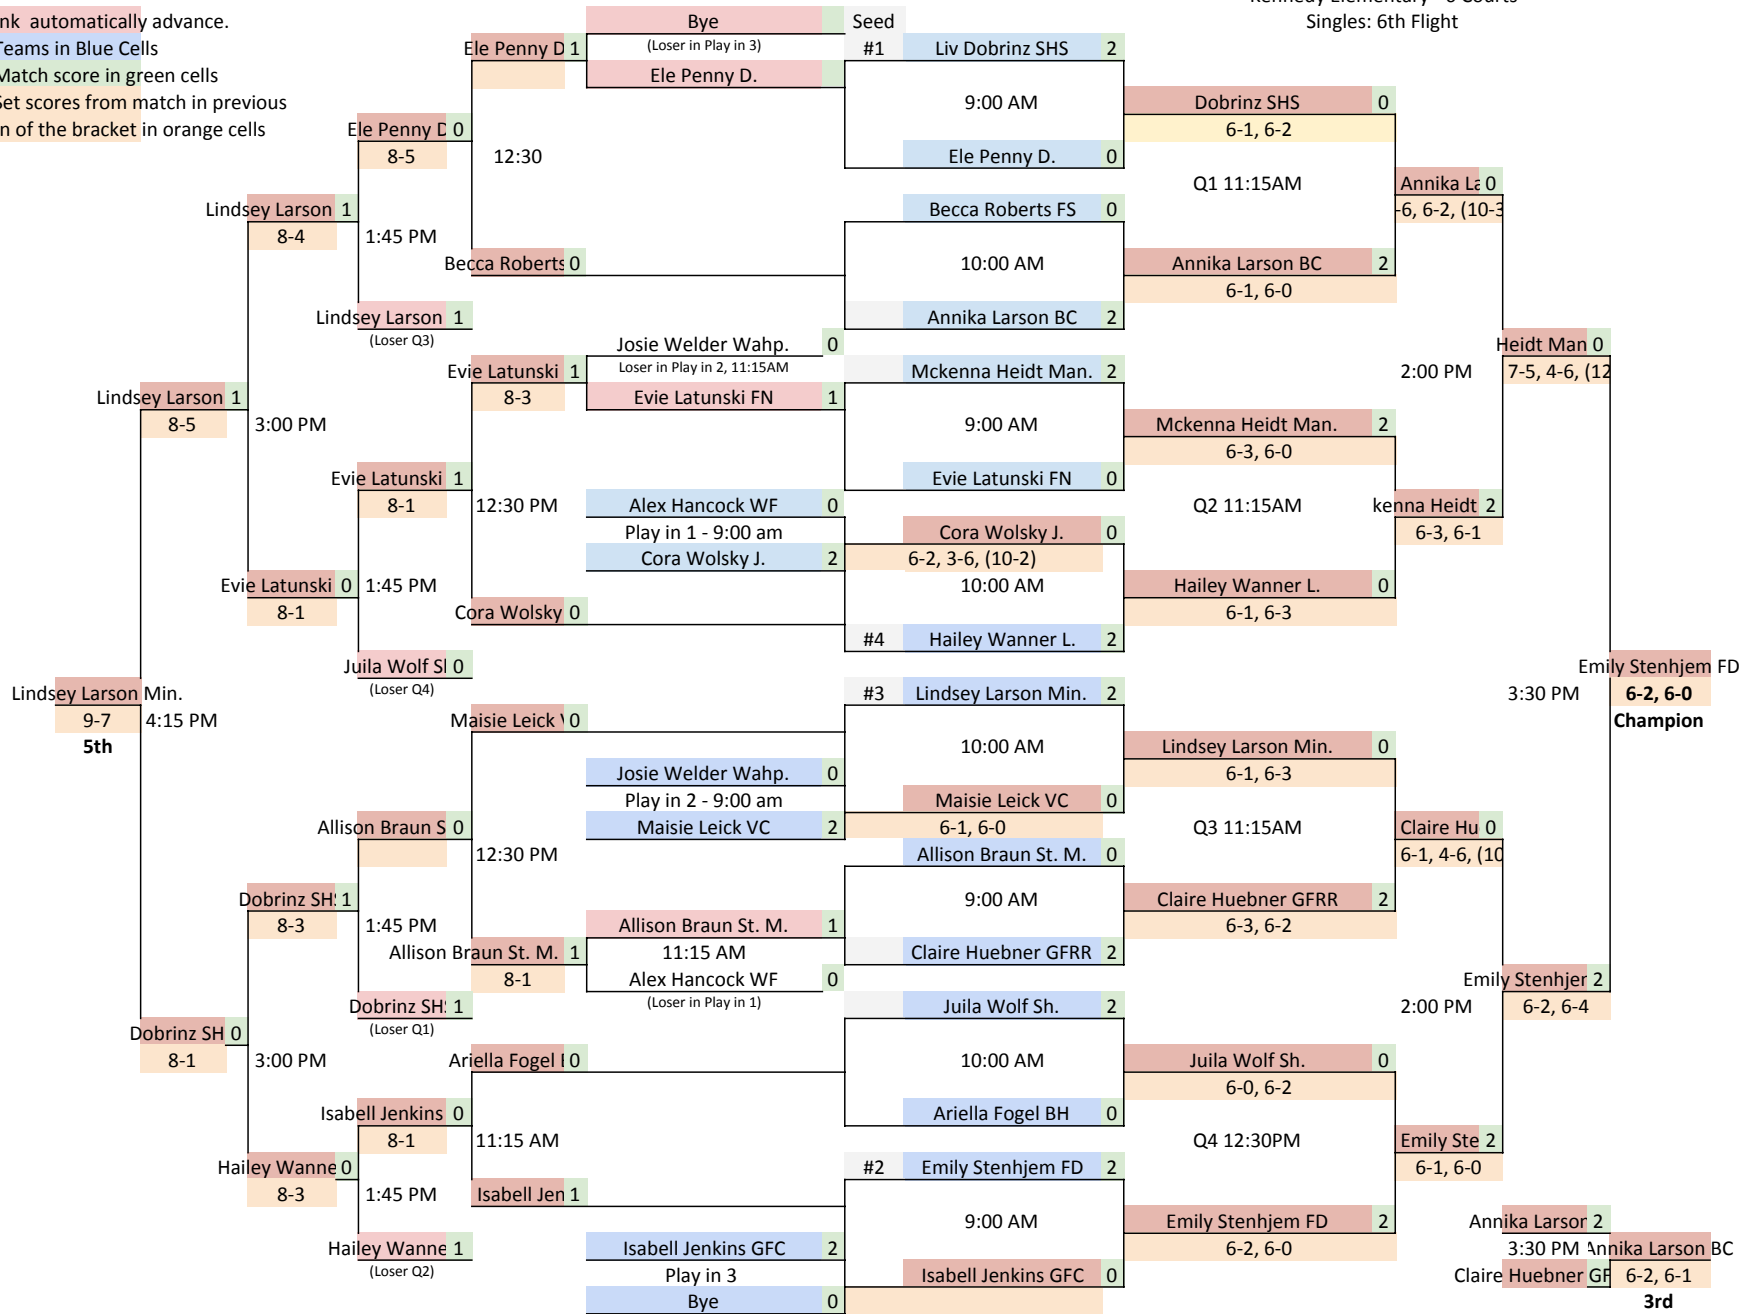 Kennedy Elementary - 6 Courts
Singles: 6th Flight
nk automatically advance.
Teams in Blue Cells
Match score in green cells
Set scores from match in previous
n of the bracket in orange cells
Bye
(Loser in Play in 3)
Ele Penny D.
Ele Penny D 1
12:30
Becca Roberts 0
Ele Penny D 0
8-5
1:45 PM
Lindsey Larson 1
(Loser Q3)
Lindsey Larson 1
8-4
3:00 PM
Josie Welder Wahp. 0
Loser in Play in 2, 11:15AM
Evie Latunski FN 1
Evie Latunski 1
8-3
12:30 PM
Cora Wolsky 0
Evie Latunski 1
8-1
1:45 PM
Juila Wolf Sl 0
(Loser Q4)
Evie Latunski 0
8-1
Lindsey Larson 1
8-5
Lindsey Larson Min.
9-7
4:15 PM
5th
Alex Hancock WF 0
Play in 1 - 9:00 am
Cora Wolsky J. 2
Josie Welder Wahp. 0
Play in 2 - 9:00 am
Maisie Leick VC 2
Maisie Leick \ 0
12:30 PM
Allison Braun St. M. 1
8-1
Allison Braun St. M. 1
11:15 AM
Alex Hancock WF 0
(Loser in Play in 1)
Allison Braun S 0
1:45 PM
Dobrinz SH 1
(Loser Q1)
Dobrinz SH 1
8-3
3:00 PM
Dobrinz SH 0
8-1
Ariella Fogel 0
11:15 AM
Isabell Jen 1
Isabell Jenkins 0
8-1
1:45 PM
Hailey Wanne 1
(Loser Q2)
Hailey Wanne 0
8-3
Isabell Jenkins GFC 2
Play in 3
Bye 0
Seed
#1 Liv Dobrinz SHS 2
9:00 AM
Ele Penny D. 0
Becca Roberts FS 0
10:00 AM
Annika Larson BC 2
Mckenna Heidt Man. 2
9:00 AM
Evie Latunski FN 0
Cora Wolsky J. 0
6-2, 3-6, (10-2)
10:00 AM
#4 Hailey Wanner L. 2
#3 Lindsey Larson Min. 2
10:00 AM
Maisie Leick VC 0
6-1, 6-0
Allison Braun St. M. 0
9:00 AM
Claire Huebner GFRR 2
Juila Wolf Sh. 2
10:00 AM
Ariella Fogel BH 0
#2 Emily Stenhjem FD 2
9:00 AM
Isabell Jenkins GFC 0
Dobrinz SHS 0
6-1, 6-2
Q1 11:15AM
Annika Larson BC 2
6-1, 6-0
Mckenna Heidt Man. 2
6-3, 6-0
Q2 11:15AM
Hailey Wanner L. 0
6-1, 6-3
Lindsey Larson Min. 0
6-1, 6-3
Q3 11:15AM
Claire Huebner GFRR 2
6-3, 6-2
Juila Wolf Sh. 0
6-0, 6-2
Q4 12:30PM
Emily Stenhjem FD 2
6-2, 6-0
Annika La 0
-6, 6-2, (10-3
2:00 PM
kenna Heidt 2
6-3, 6-1
Claire Hu 0
6-1, 4-6, (10
2:00 PM
Emily Ste 2
6-1, 6-0
Heidt Man 0
7-5, 4-6, (12
3:30 PM
Emily Stenhjer 2
6-2, 6-4
Emily Stenhjem FD
6-2, 6-0
Champion
Annika Larson 2
3:30 PM
Claire Huebner GF
Annika Larson BC
6-2, 6-1
3rd